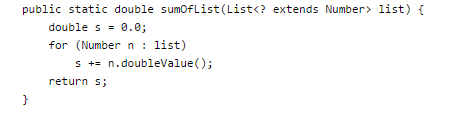 public static double sumOfList(List<? extends Number> list) {
    double s = 0.0;
    for (Number n : list)
        s += n.doubleValue();
    return s;
}